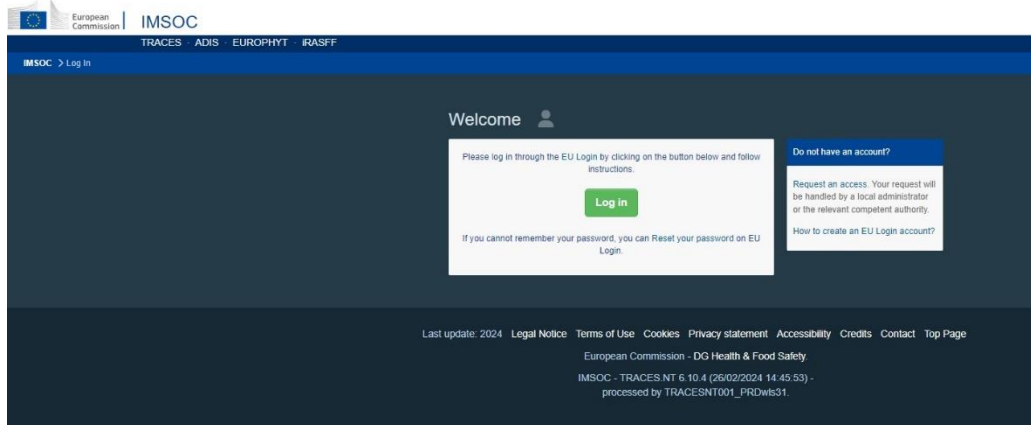 European
Commission
IMSOC
TRACES · ADIS · EUROPHYT · iRASFF
IMSOC > Log In
Welcome
Please log in through the EU Login by clicking on the button below and follow
instructions.
Log in
If you cannot remember your password, you can Reset your password on EU
Login.
Do not have an account?
Request an access. Your request will
be handled by a local administrator
or the relevant competent authority.
How to create an EU Login account?
Last update: 2024 Legal Notice Terms of Use Cookies Privacy statement Accessibility Credits Contact Top Page
European Commission - DG Health & Food Safety.
IMSOC - TRACES.NT 6.10.4 (26/02/2024 14:45:53) -
processed by TRACESNT001_PRDwls31.